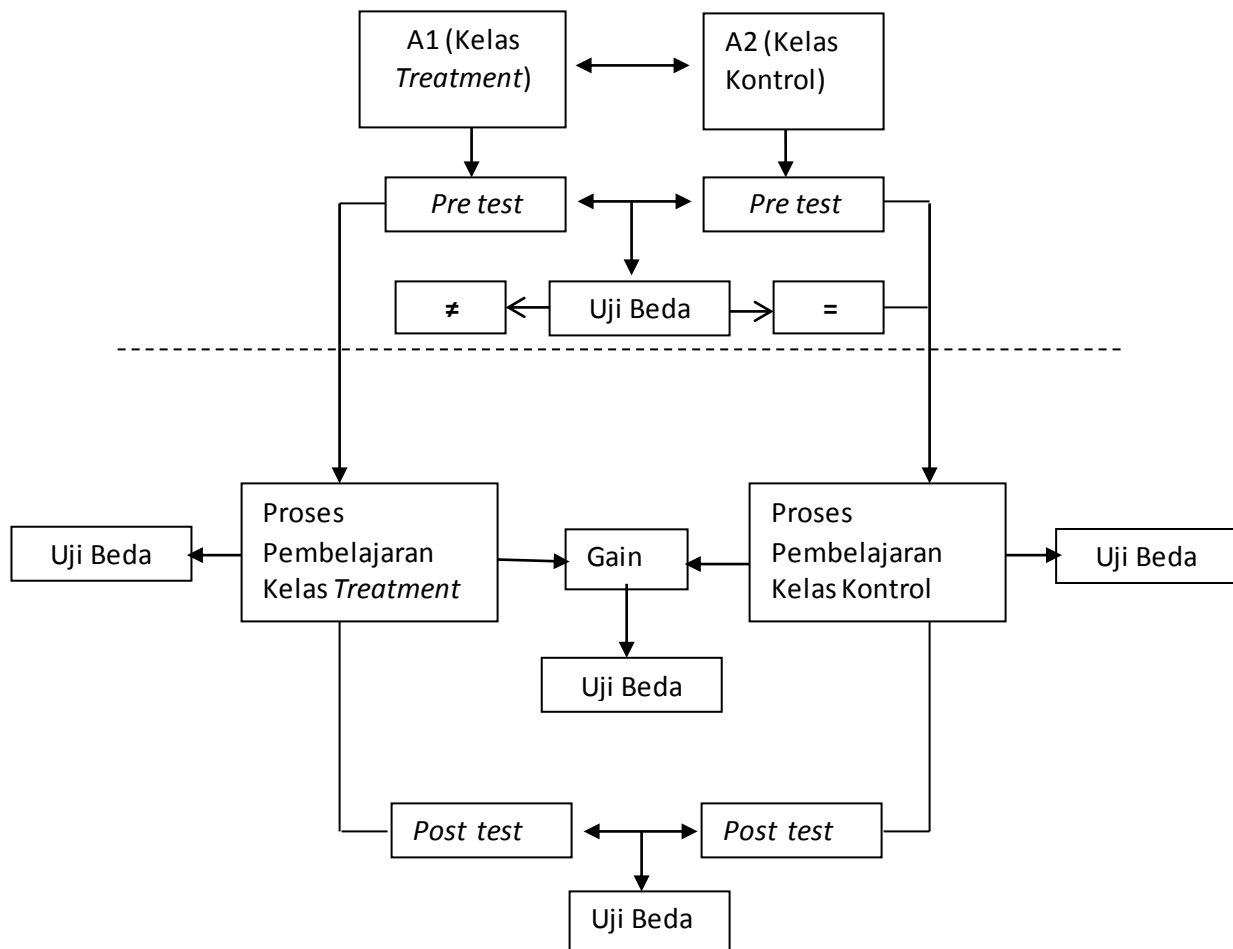 A1 (Kelas
Treatment)
A2 (Kelas
Kontrol)
Pre test
Pre test
≠
Uji Beda
=
Proses
Pembelajaran
Kelas Treatment
Proses
Pembelajaran
Kelas Kontrol
Uji Beda
Gain
Uji Beda
Uji Beda
Post test
Post test
Uji Beda